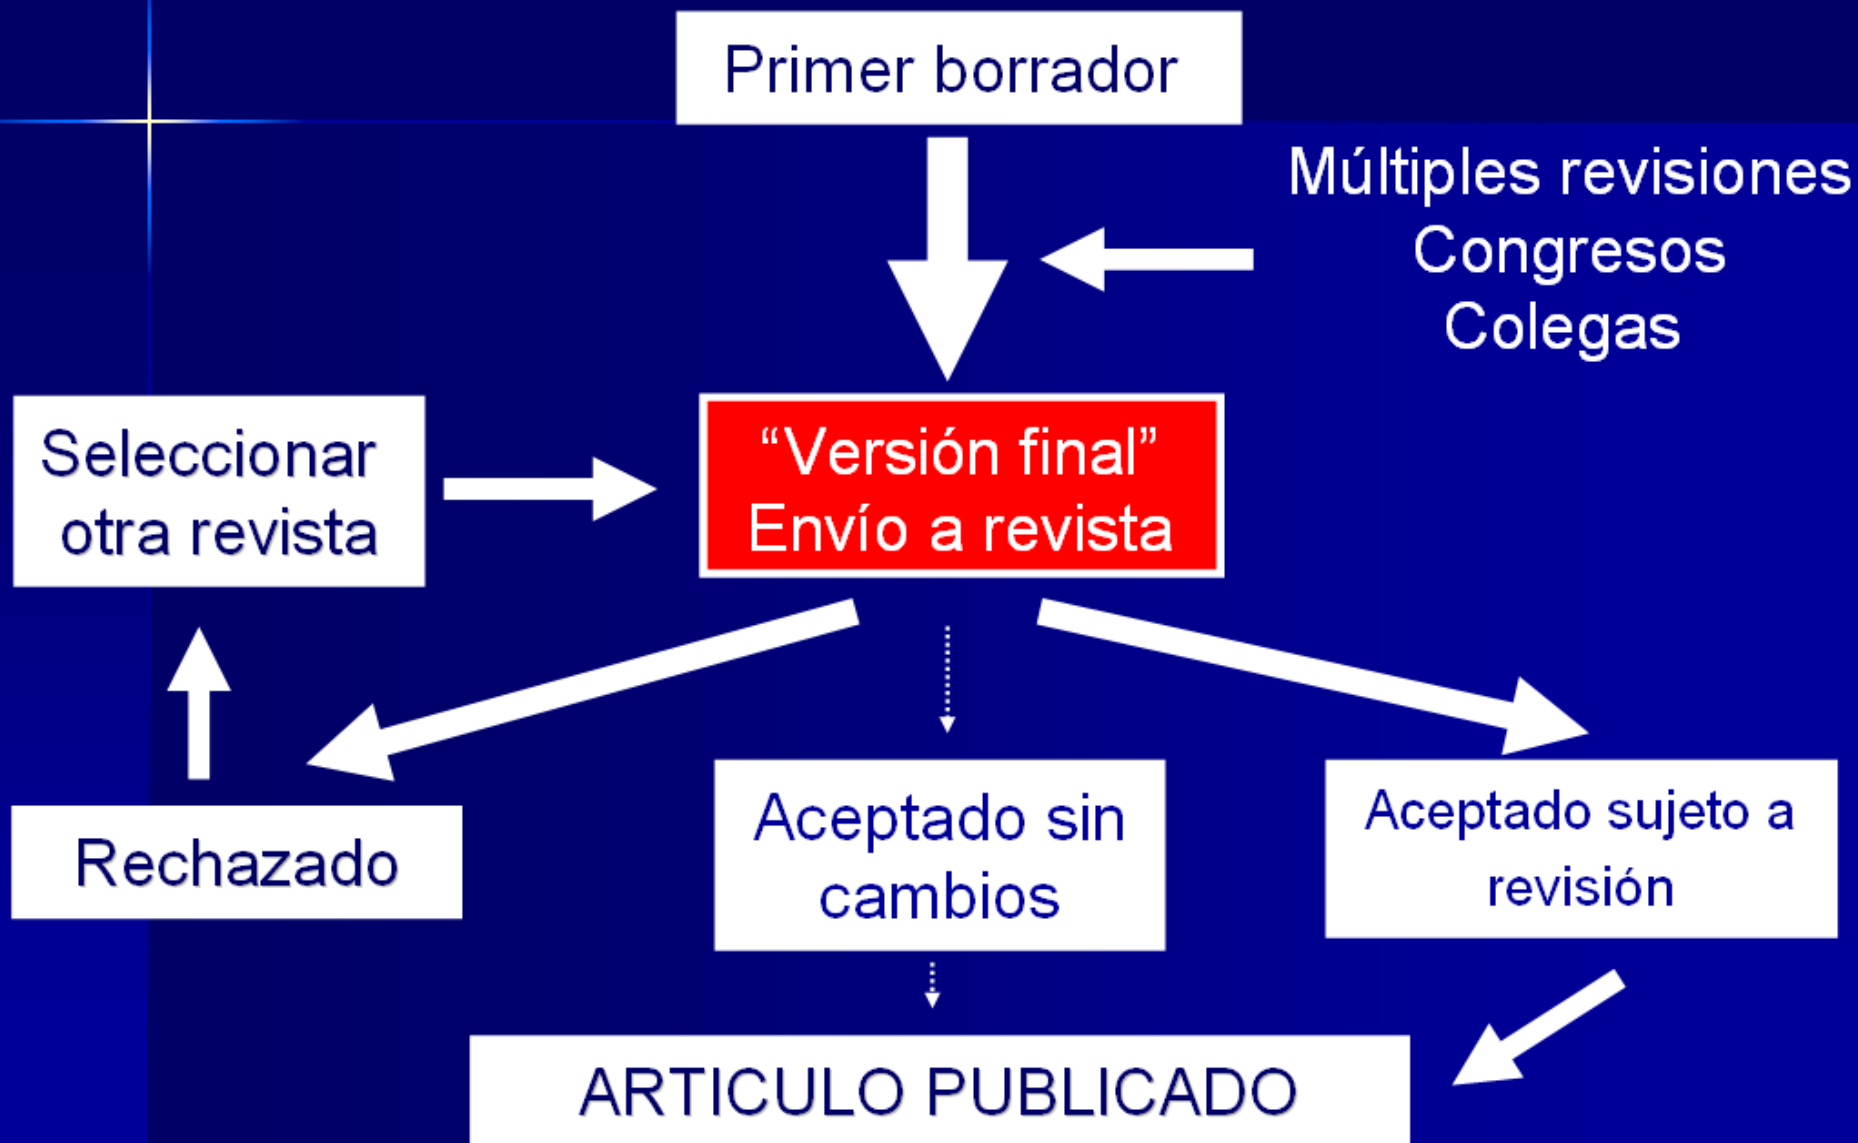 Primer borrador
Múltiples revisiones
Congresos
Colegas
Seleccionar
otra revista
“Versión final”
Envío a revista
Rechazado
Aceptado sin
cambios
Aceptado sujeto a
revisión
ARTICULO PUBLICADO